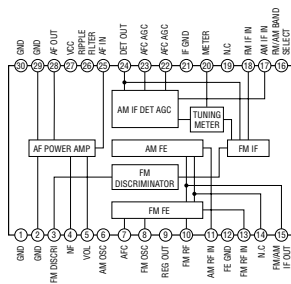 GND
GND
AF OUT
VCC
RIPPLE
FILTER
AF IN
DET OUT
AFC AGC
AFC AGC
IF GND
METER
N.C
FM IF IN
AM IF IN
FM/AM BAND
SELECT
30
29
28
27
26
25
24
23
22
21
20
19
18
17
16
AM IF DET AGC
TUNING
METER
AF POWER AMP
AM FE
FM IF
FM
DISCRIMINATOR
FM FE
1
2
3
4
5
6
7
8
9
10
11
12
13
14
15
GND
GND
FM DISCRI
NF
VOL
AM OSC
AFC
FM OSC
REG OUT
FM RF
AM RF IN
FE GND
FM RF IN
N.C
FM/AM
IF OUT